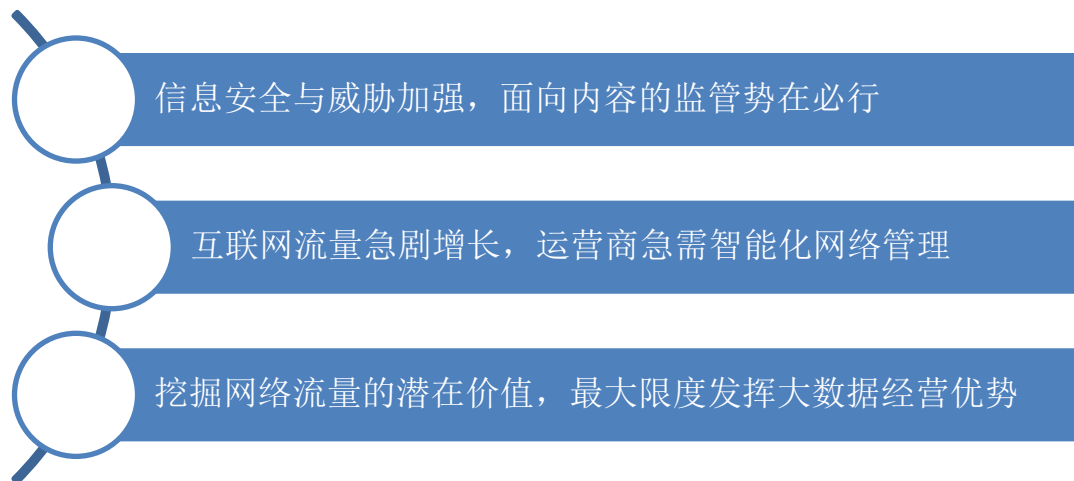 信息安全与威胁加强，面向内容的监管势在必行
互联网流量急剧增长，运营商急需智能化网络管理
挖掘网络流量的潜在价值，最大限度发挥大数据经营优势